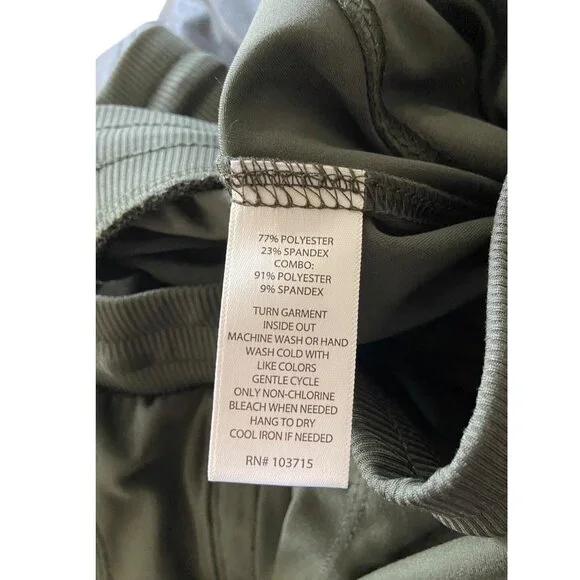 77% POLYESTER
23% SPANDEX
COMBO:
91% POLYESTER
9% SPANDEX
TURN GARMENT
INSIDE OUT
MACHINE WASH OR HAND
WASH COLD WITH
LIKE COLORS
GENTLE CYCLE
ONLY NON-CHLORINE
BLEACH WHEN NEEDED
HANG TO DRY
COOL IRON IF NEEDED
RN# 103715